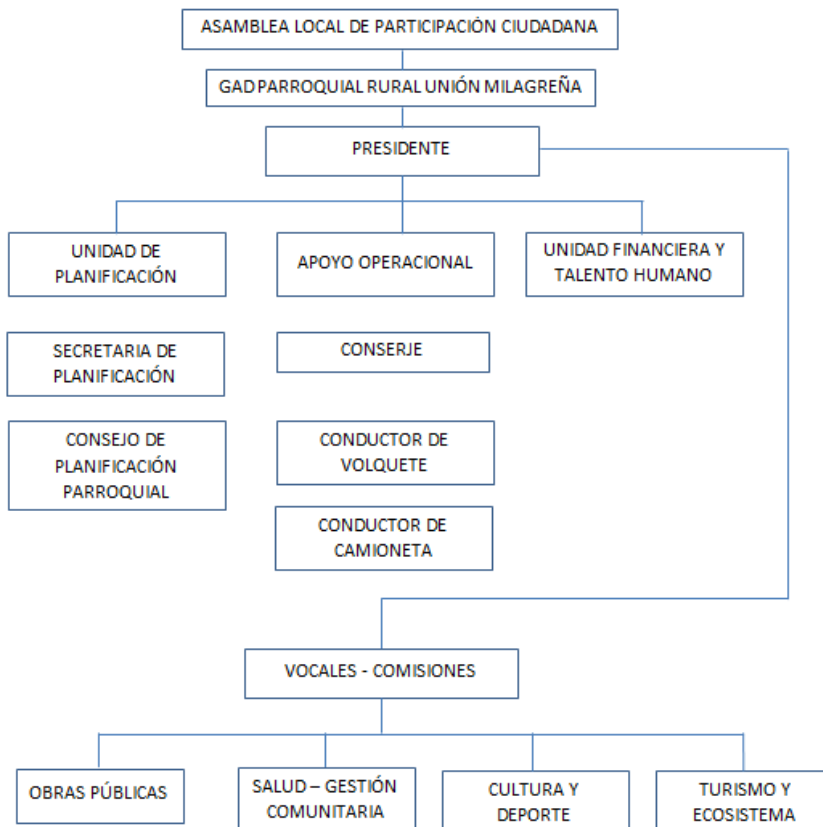 ASAMBLEA LOCAL DE PARTICIPACIÓN CIUDADANA
GAD PARROQUIAL RURAL UNIÓN MILAGREÑA
PRESIDENTE
UNIDAD DE
PLANIFICACIÓN
APOYO OPERACIONAL
UNIDAD FINANCIERA Y
TALENTO HUMANO
SECRETARIA DE
PLANIFICACIÓN
CONSERJE
CONSEJO DE
PLANIFICACIÓN
PARROQUIAL
CONDUCTOR DE
VOLQUETE
CONDUCTOR DE
CAMIONETA
VOCALES - COMISIONES
OBRAS PÚBLICAS
SALUD – GESTIÓN
COMUNITARIA
CULTURA Y
DEPORTE
TURISMO Y
ECOSISTEMA